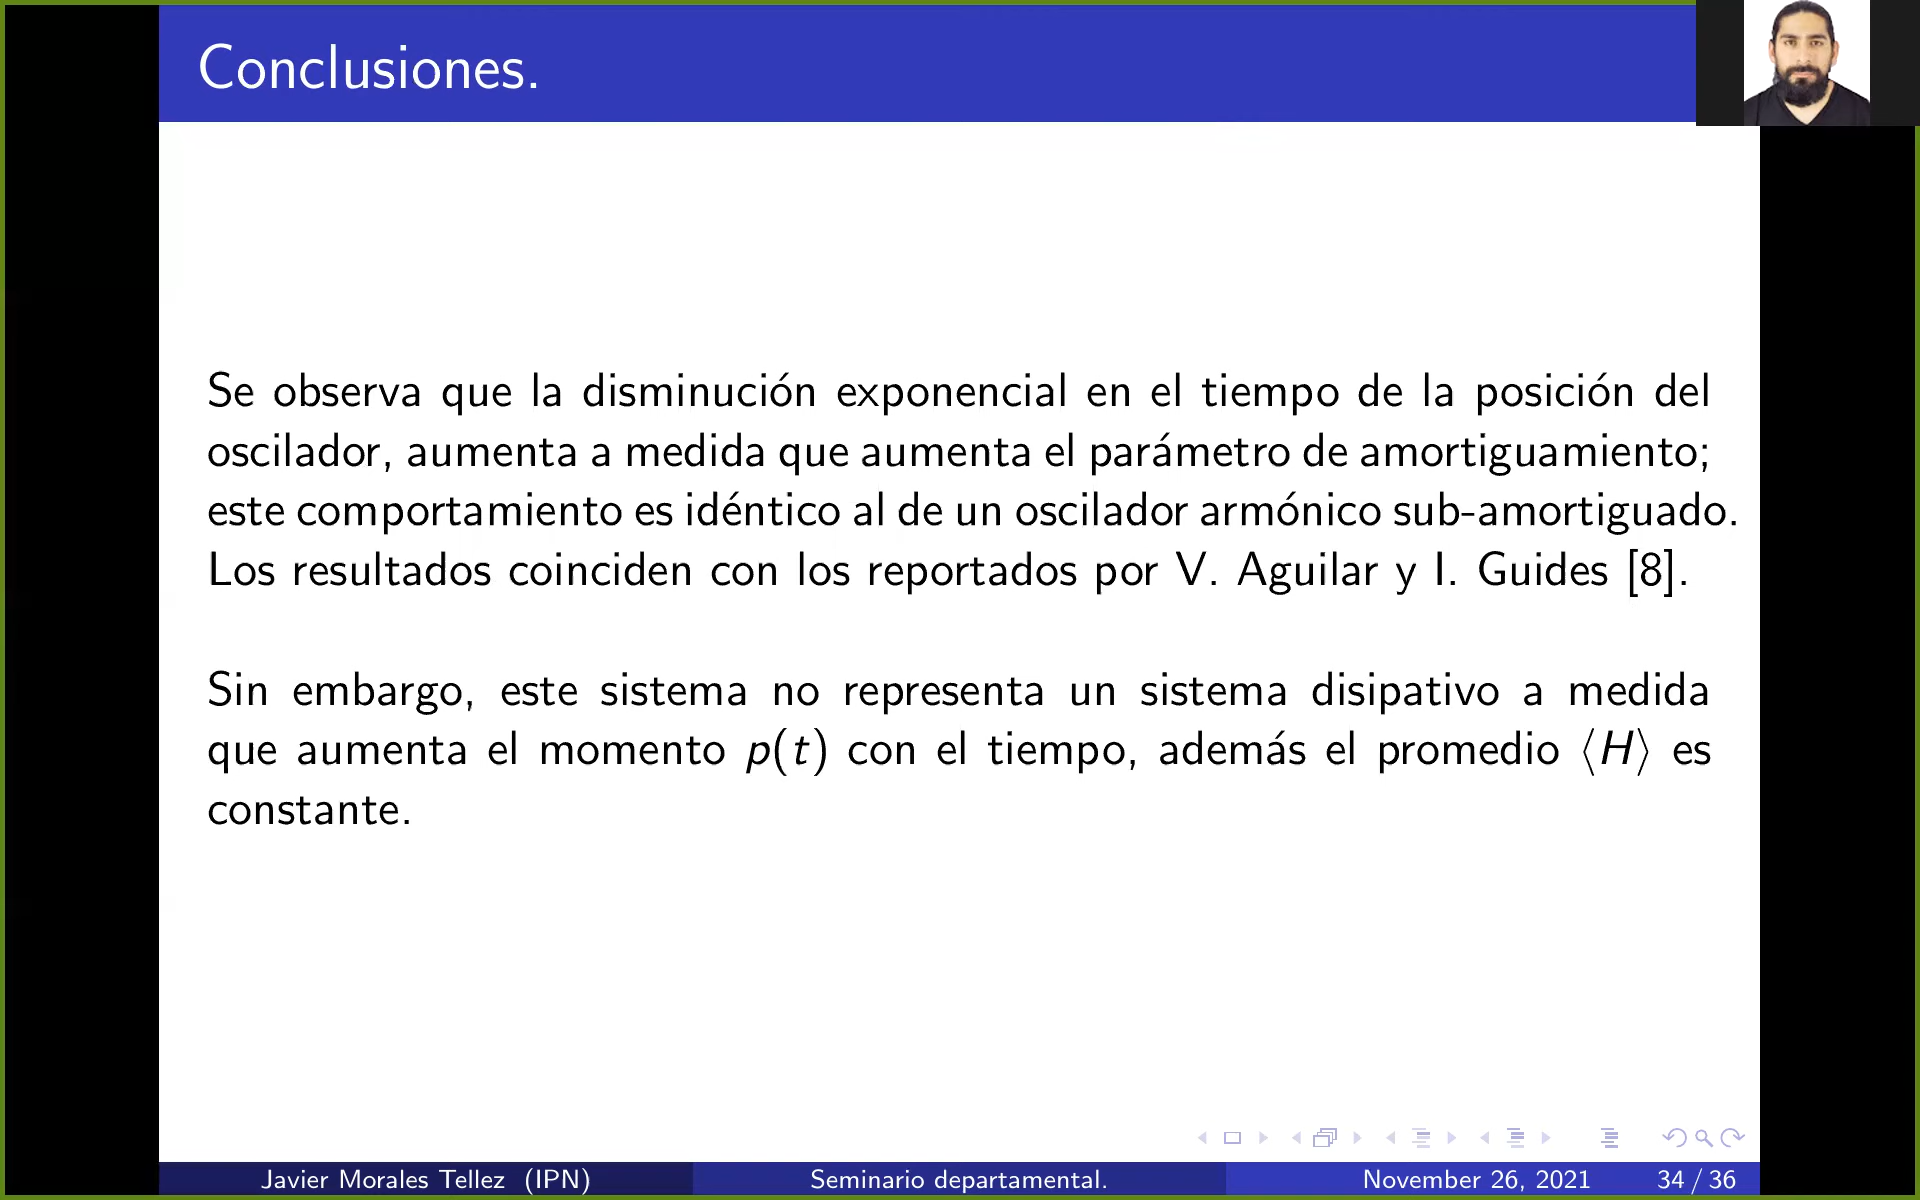 Conclusiones.
Se observa que la disminución exponencial en el tiempo de la posición del
oscilador, aumenta a medida que aumenta el parámetro de amortiguamiento;
este comportamiento es idéntico al de un oscilador armónico sub-amortiguado.
Los resultados coinciden con los reportados por V. Aguilar y I. Guides [8].
Sin embargo, este sistema no representa un sistema disipativo a medida
que aumenta el momento p(t) con el tiempo, además el promedio ⟨H⟩ es
constante.
Javier Morales Tellez (IPN) Seminario departamental. November 26, 2021 34 / 36